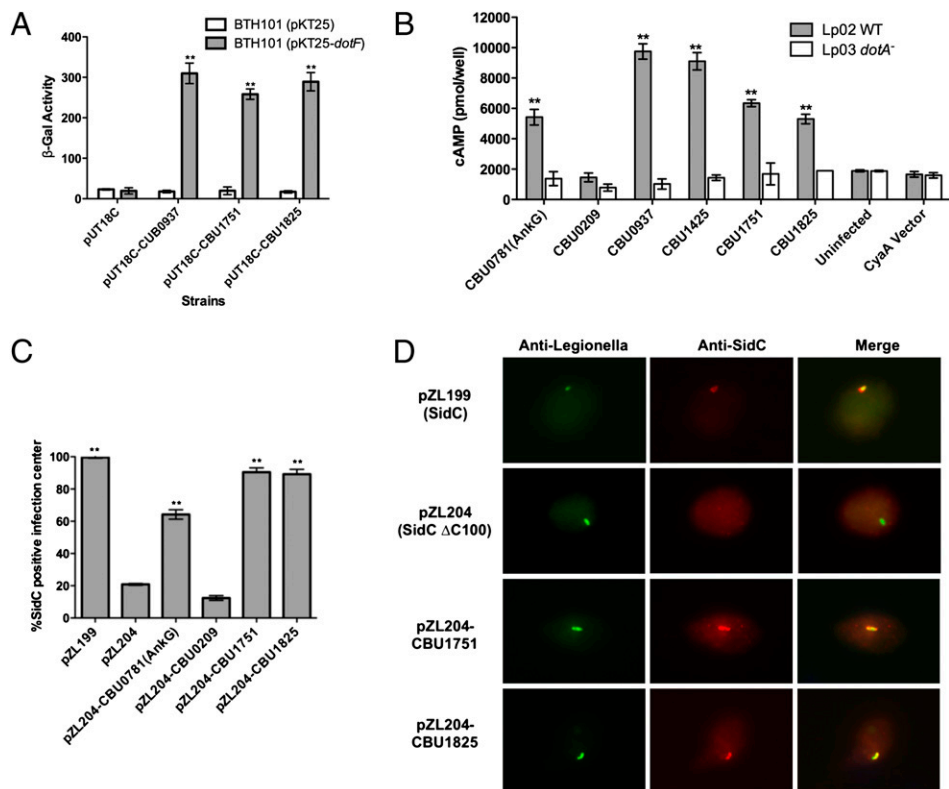 A
BTH101 (pKT25)
BTH101 (pKT25-dotF)
β-Gal Activity
400
300
200
100
0
**
**
**
pUT18C
pUT18C-CUB0937
pUT18C-CBU1751
pUT18C-CBU1825
Strains
B
Lp02 WT
Lp03 dotA-
cAMP (pmol/well)
12000
10000
8000
6000
4000
2000
0
**
**
**
**
**
CBU0781(AnkG)
CBU0209
CBU0937
CBU1425
CBU1751
CBU1825
Uninfected
CyaA Vector
C
%SidC positive infection center
100
80
60
40
20
0
**
**
**
**
pZL199
pZL204
pZL204-CBU0781(AnkG)
pZL204-CBU0209
pZL204-CBU1751
pZL204-CBU1825
D
Anti-Legionella
Anti-SidC
Merge
pZL199
(SidC)
pZL204
(SidC ΔC100)
pZL204-
CBU1751
pZL204-
CBU1825